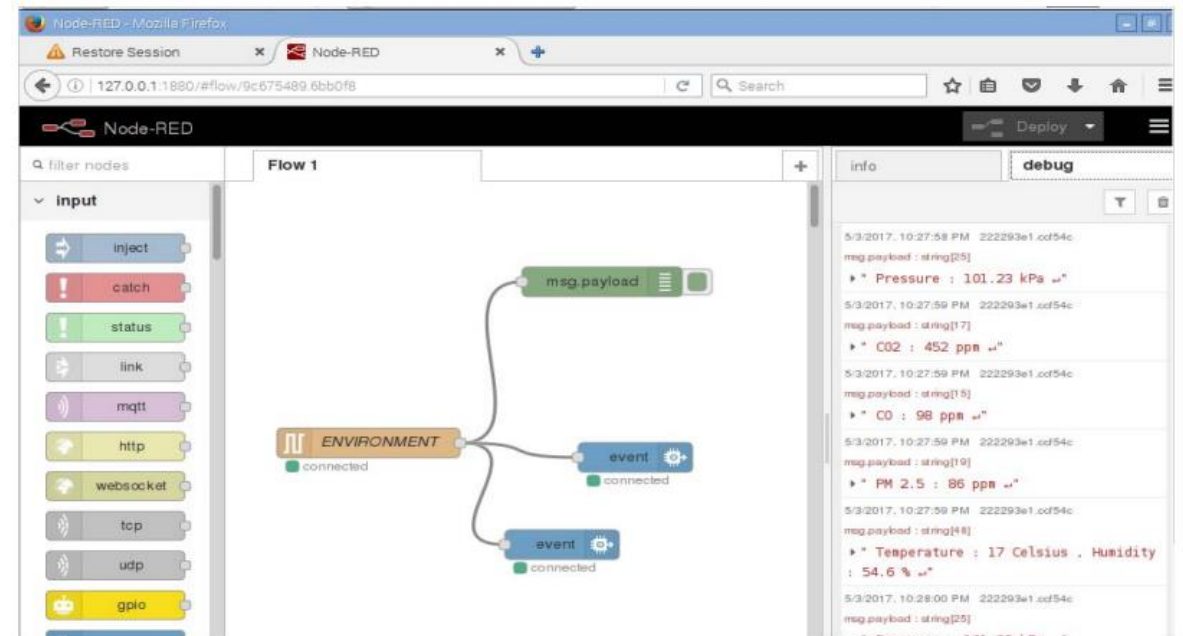 Node-RED - Mozilla Firefox
Restore Session
Node-RED
127.0.0.1:1880/#flow/9c675489.6bb0f8
Search
Node-RED
Deploy
filter nodes
Flow 1
info
debug
input
inject
catch
status
link
mqtt
http
websocket
tcp
udp
gpio
msg.payload
ENVIRONMENT
connected
event
connected
event
connected
5/3/2017, 10:27:58 PM 222293e1.ccf54c
msg.payload : string[25]
" Pressure : 101.23 kPa ↵"
5/3/2017, 10:27:59 PM 222293e1.ccf54c
msg.payload : string[17]
" CO2 : 452 ppm ↵"
5/3/2017, 10:27:59 PM 222293e1.ccf54c
msg.payload : string[15]
" CO : 98 ppm ↵"
5/3/2017, 10:27:59 PM 222293e1.ccf54c
msg.payload : string[19]
" PM 2.5 : 86 ppm ↵"
5/3/2017, 10:27:59 PM 222293e1.ccf54c
msg.payload : string[48]
" Temperature : 17 Celsius , Humidity
: 54.6 % ↵"
5/3/2017, 10:28:00 PM 222293e1.ccf54c
msg.payload : string[25]